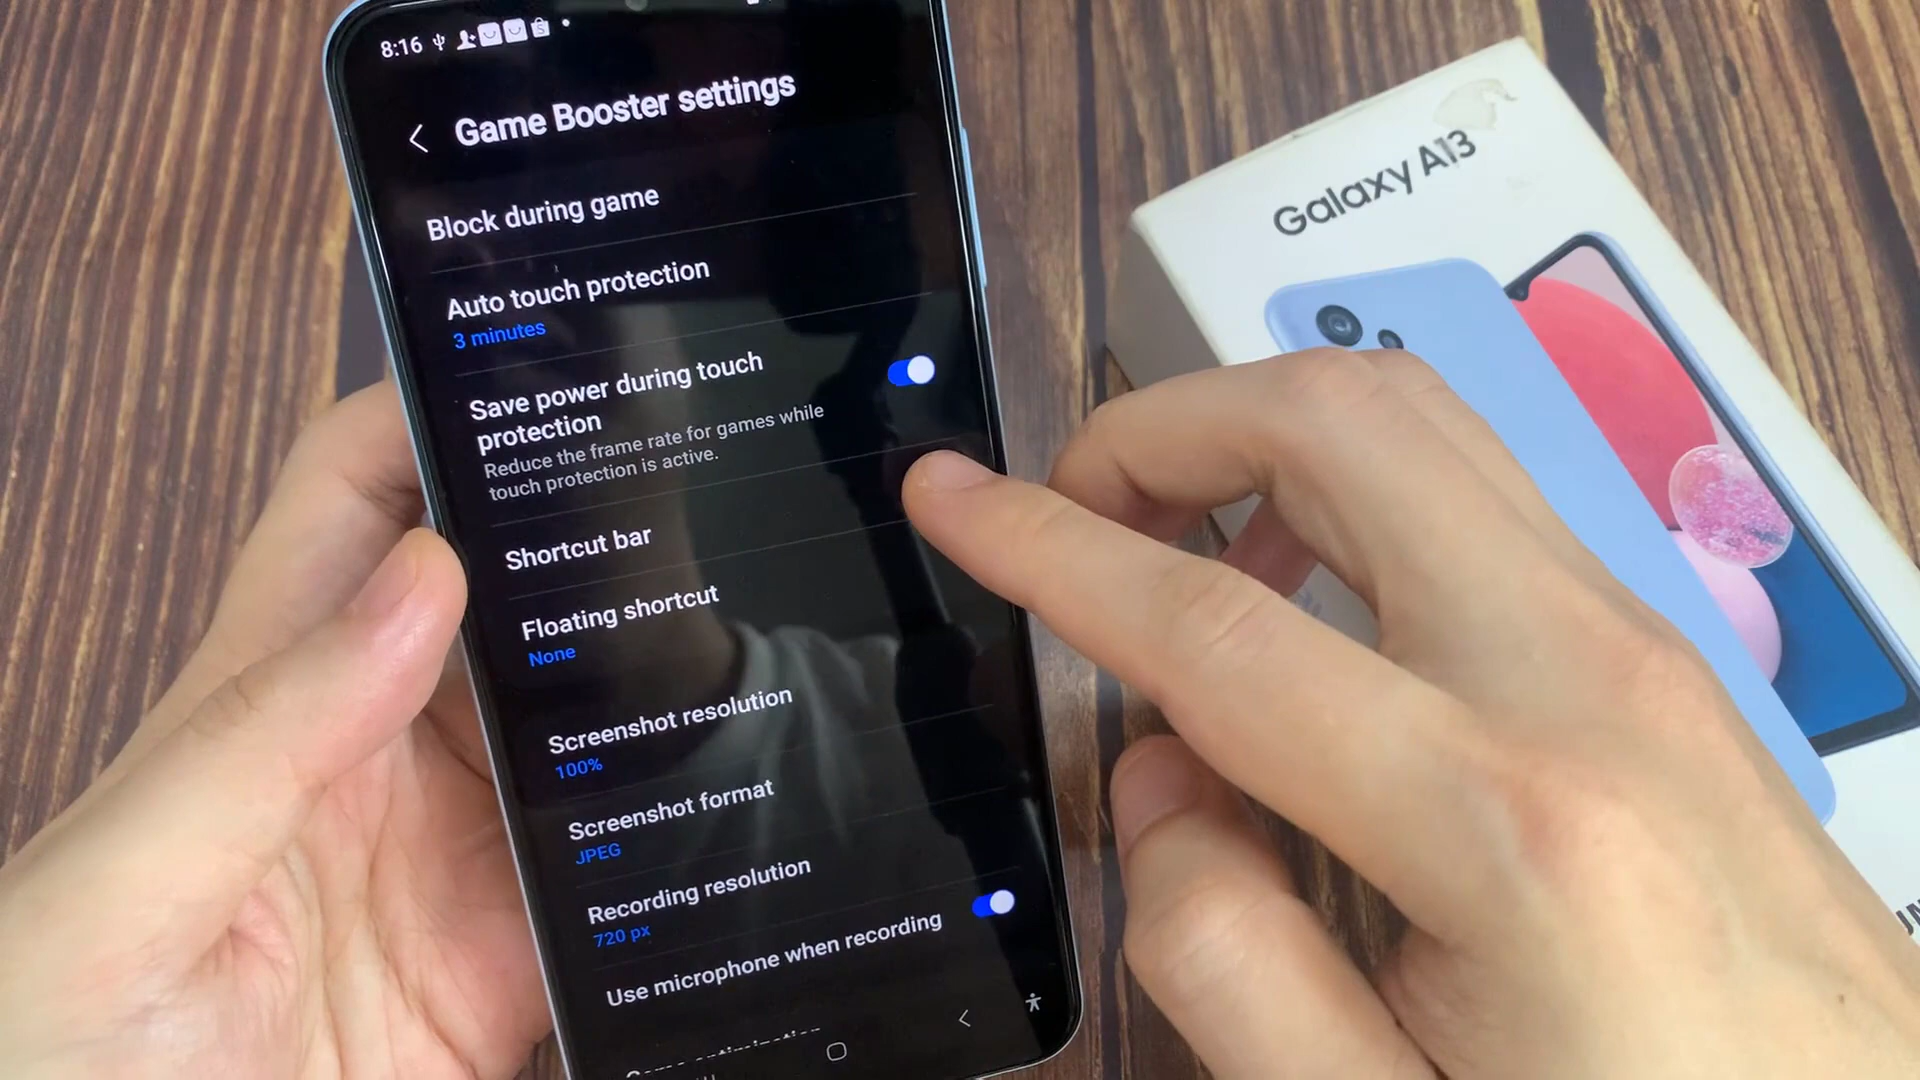 8:16
Game Booster settings
Block during game
Auto touch protection
3 minutes
Save power during touch
protection
Reduce the frame rate for games while
touch protection is active.
Shortcut bar
Floating shortcut
None
Screenshot resolution
100%
Screenshot format
JPEG
Recording resolution
720 px
Use microphone when recording
Galaxy A13